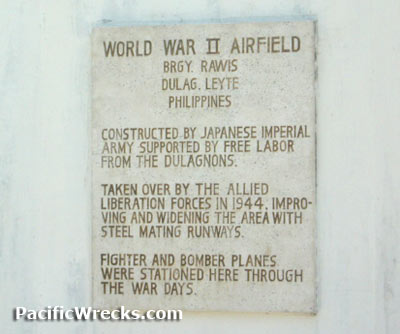 WORLD WAR II AIRFIELD
BRGY. RAWIS
DULAG, LEYTE
PHILIPPINES
CONSTRUCTED BY JAPANESE IMPERIAL
ARMY SUPPORTED BY FREE LABOR
FROM THE DULAGNONS.
TAKEN OVER BY THE ALLIED
LIBERATION FORCES IN 1944, IMPRO-
VING AND WIDENING THE AREA WITH
STEEL MATING RUNWAYS.
FIGHTER AND BOMBER PLANES
WERE STATIONED HERE THROUGH
THE WAR DAYS.
PacificWrecks.com